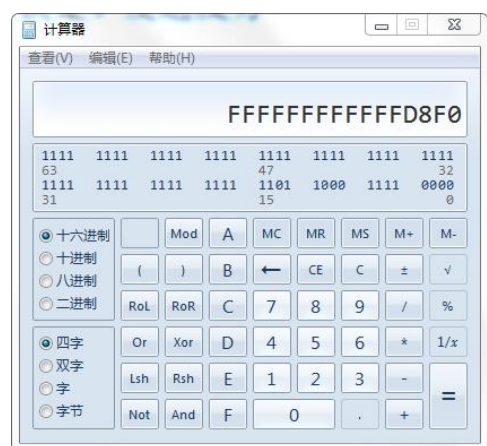 计算器
查看(V) 编辑(E) 帮助(H)
FFFFFFFFFFFFD8F0
1111 1111 1111 1111 1111 1111 1111 1111
63 47 32
1111 1111 1111 1111 1101 1000 1111 0000
31 15 0
十六进制
十进制
八进制
二进制
四字
双字
字
字节
Mod A MC MR MS M+ M-
( ) B ← CE C ± √
RoL RoR C 7 8 9 / %
Or Xor D 4 5 6 * 1/x
Lsh Rsh E 1 2 3 - =
Not And F 0 . +